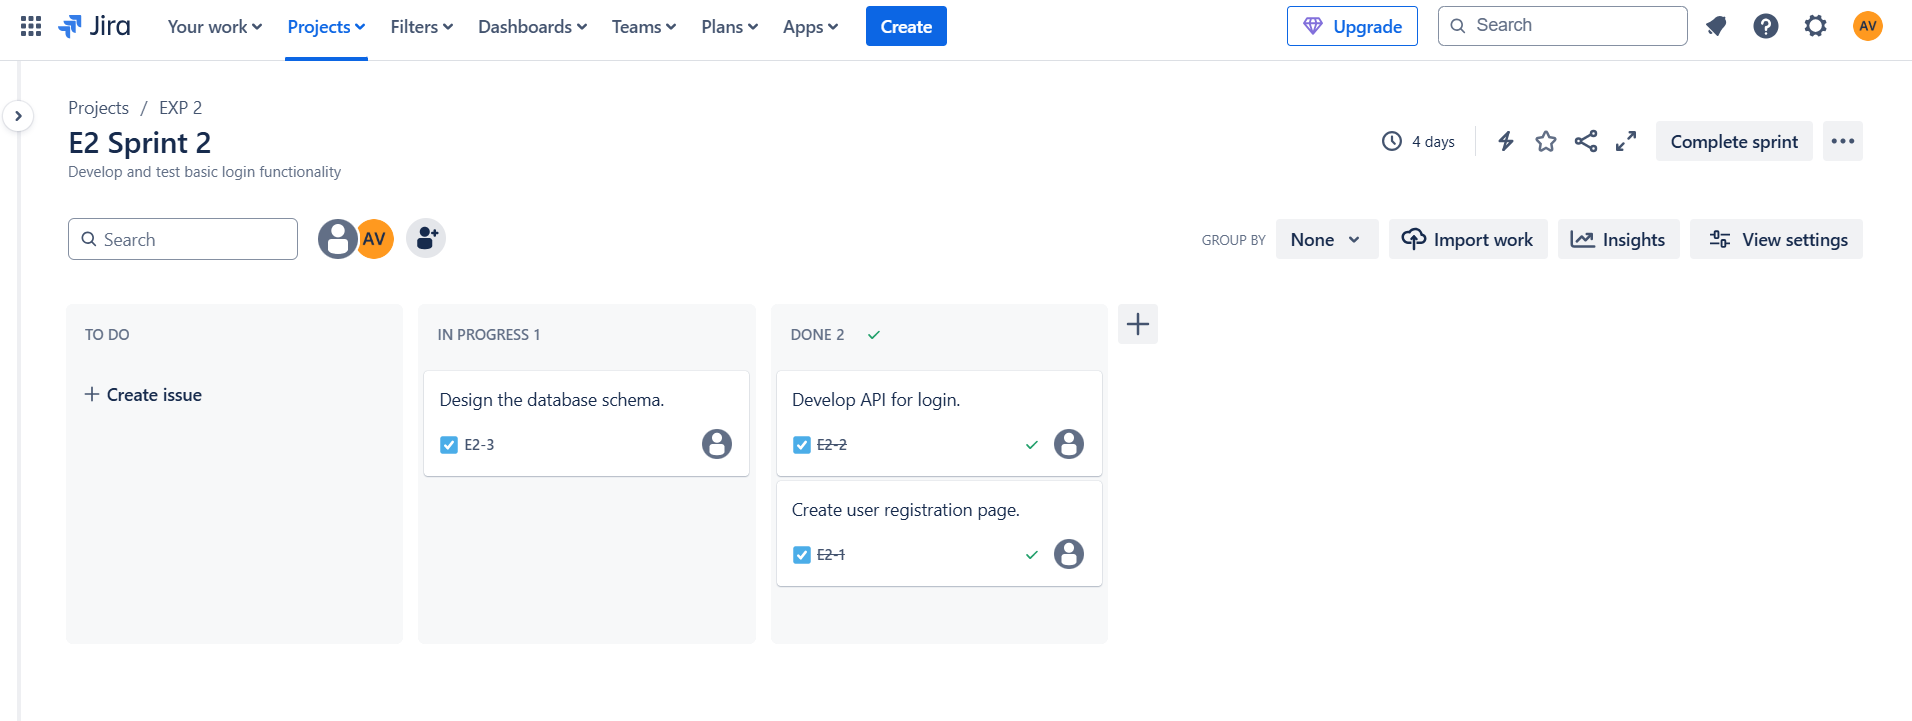 Jira Your work Projects Filters Dashboards Teams Plans Apps Create Upgrade Search AV
Projects / EXP 2
E2 Sprint 2
4 days Complete sprint
Develop and test basic login functionality
Search AV GROUP BY None Import work Insights View settings
TO DO
Create issue
IN PROGRESS 1
Design the database schema.
E2-3
DONE 2
Develop API for login.
E2-2
Create user registration page.
E2-1